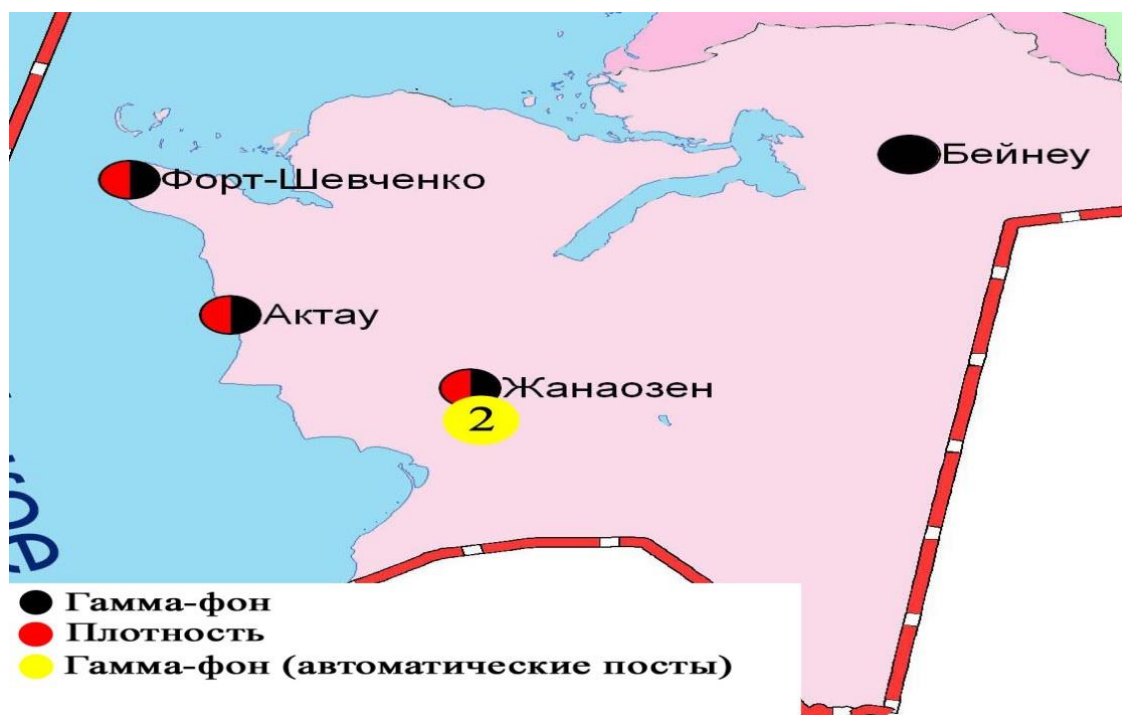 Бейнеу
Форт-Шевченко
Актау
Жанаозен
2
Гамма-фон
Плотность
Гамма-фон (автоматические посты)